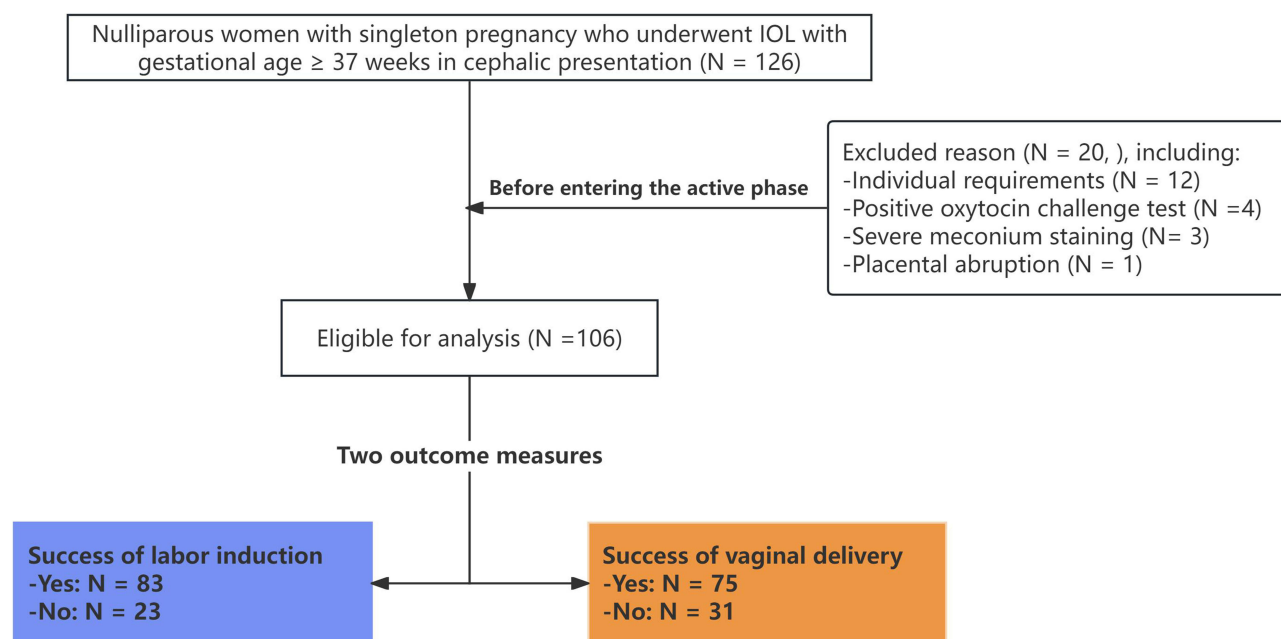 Nulliparous women with singleton pregnancy who underwent IOL with
gestational age ≥ 37 weeks in cephalic presentation (N = 126)
Excluded reason (N = 20, ), including:
-Individual requirements (N = 12)
-Positive oxytocin challenge test (N =4)
-Severe meconium staining (N= 3)
-Placental abruption (N = 1)
Before entering the active phase
Eligible for analysis (N =106)
Two outcome measures
Success of labor induction
-Yes: N = 83
-No: N = 23
Success of vaginal delivery
-Yes: N = 75
-No: N = 31